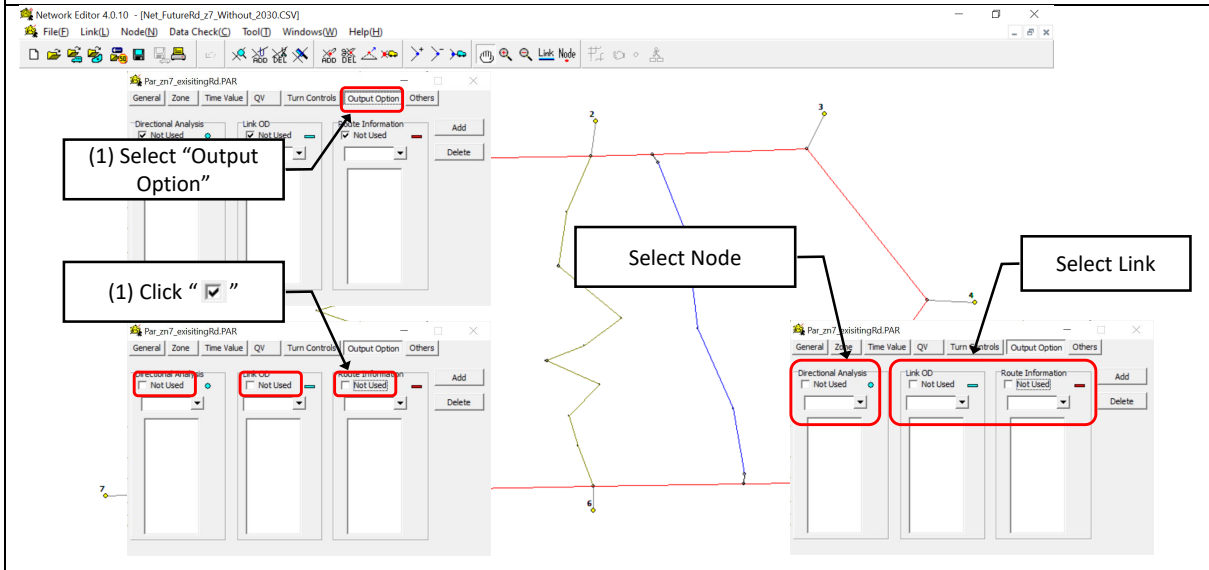 Network Editor 4.0.10 - [Net_FutureRd_z7_Without_2030.CSV]
File(F) Link(L) Node(N) Data Check(C) Tool(T) Windows(W) Help(H)
ADD DEL ADD DEL Link Node
Par_zn7_exisitingRd.PAR
General Zone Time Value QV Turn Controls Output Option Others
Directional Analysis Link OD Route Information
Not Used Not Used Not Used Add
Delete
(1) Select “Output
Option”
2
3
Select Node
Select Link
(1) Click “ ”
4
Par_zn7_exisitingRd.PAR
General Zone Time Value QV Turn Controls Output Option Others
Directional Analysis Link OD Route Information
Not Used Not Used Not Used Add
Delete
Par_zn7_exisitingRd.PAR
General Zone Time Value QV Turn Controls Output Option Others
Directional Analysis Link OD Route Information
Not Used Not Used Not Used Add
Delete
7
6